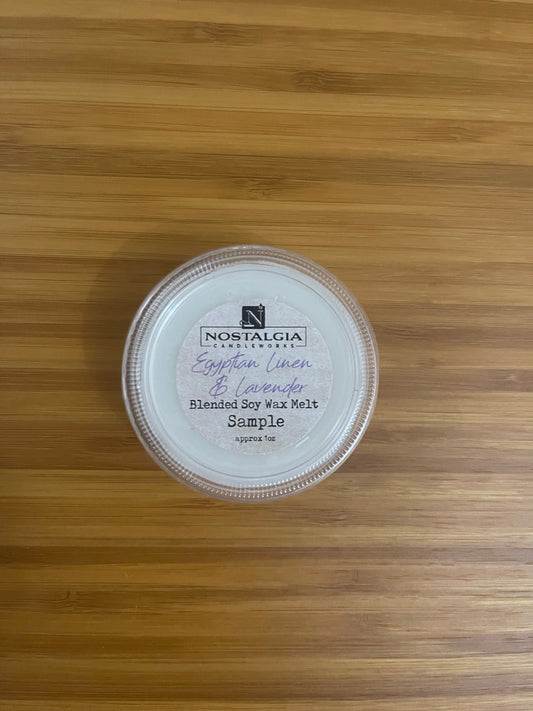 N
NOSTALGIA
CANDLEWORKS
Egyptian Linen
& Lavender
Blended Soy Wax Melt
Sample
approx 1oz